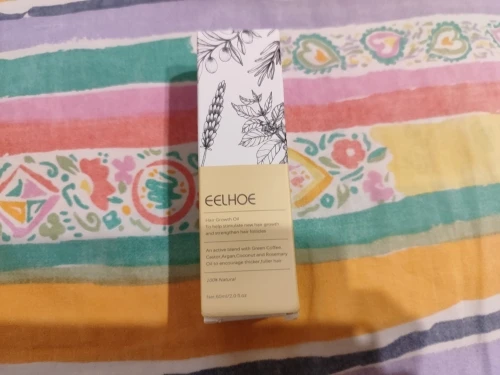 EELHOE
Hair Growth Oil
to help stimulate new hair growth
and strengthen hair
An active blend with Green Coffee,
Castor, Argan, Coconut and Rosemary
Oil to encourage thicker, fuller hair
100% Natural